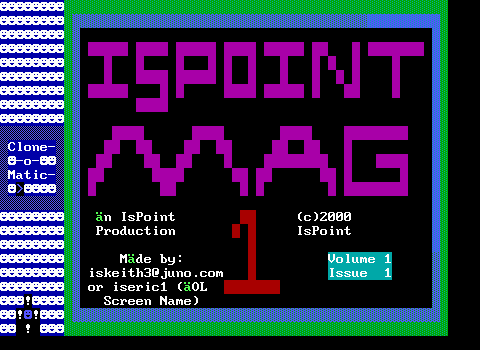 ISPOINT
MAG
1
Clone-
☻-o-☻☻
Matic-
☻>☻☻☻☻
än IsPoint
Production
(c)2000
IsPoint
Made by:
iskeith3@juno.com
or iseric1 (äOL
Screen Name)
Volume 1
Issue 1